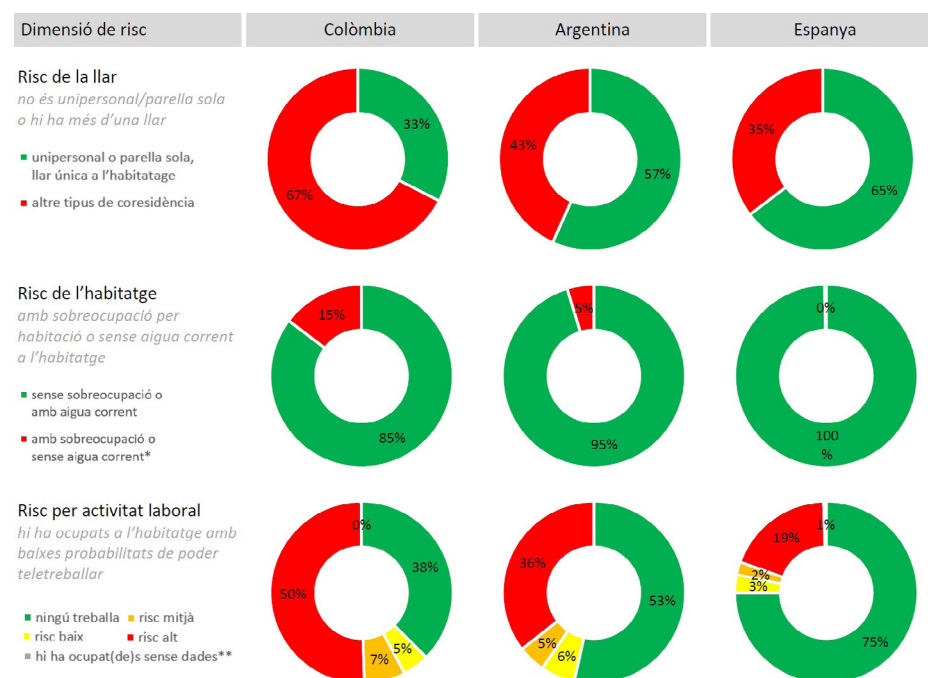 Dimensió de risc
Colòmbia
Argentina
Espanya
Risc de la llar
no és unipersonal/parella sola
o hi ha més d'una llar
unipersonal o parella sola,
llar única a l'habitatage
altre tipus de coresidència
33%
67%
43%
57%
35%
65%
Risc de l'habitatge
amb sobreocupació per
habitació o sense aigua corrent
a l'habitatge
sense sobreocupació o
amb aigua corrent
amb sobreocupació o
sense aigua corrent*
15%
85%
5%
95%
0%
100
%
Risc per activitat laboral
hi ha ocupats a l'habitatge amb
baixes probabilitats de poder
teletreballar
ningú treballa
risc mitjà
risc baix
risc alt
hi ha ocupat(de)s sense dades**
0%
38%
50%
5%
7%
36%
53%
5%
6%
1%
19%
2%
3%
75%